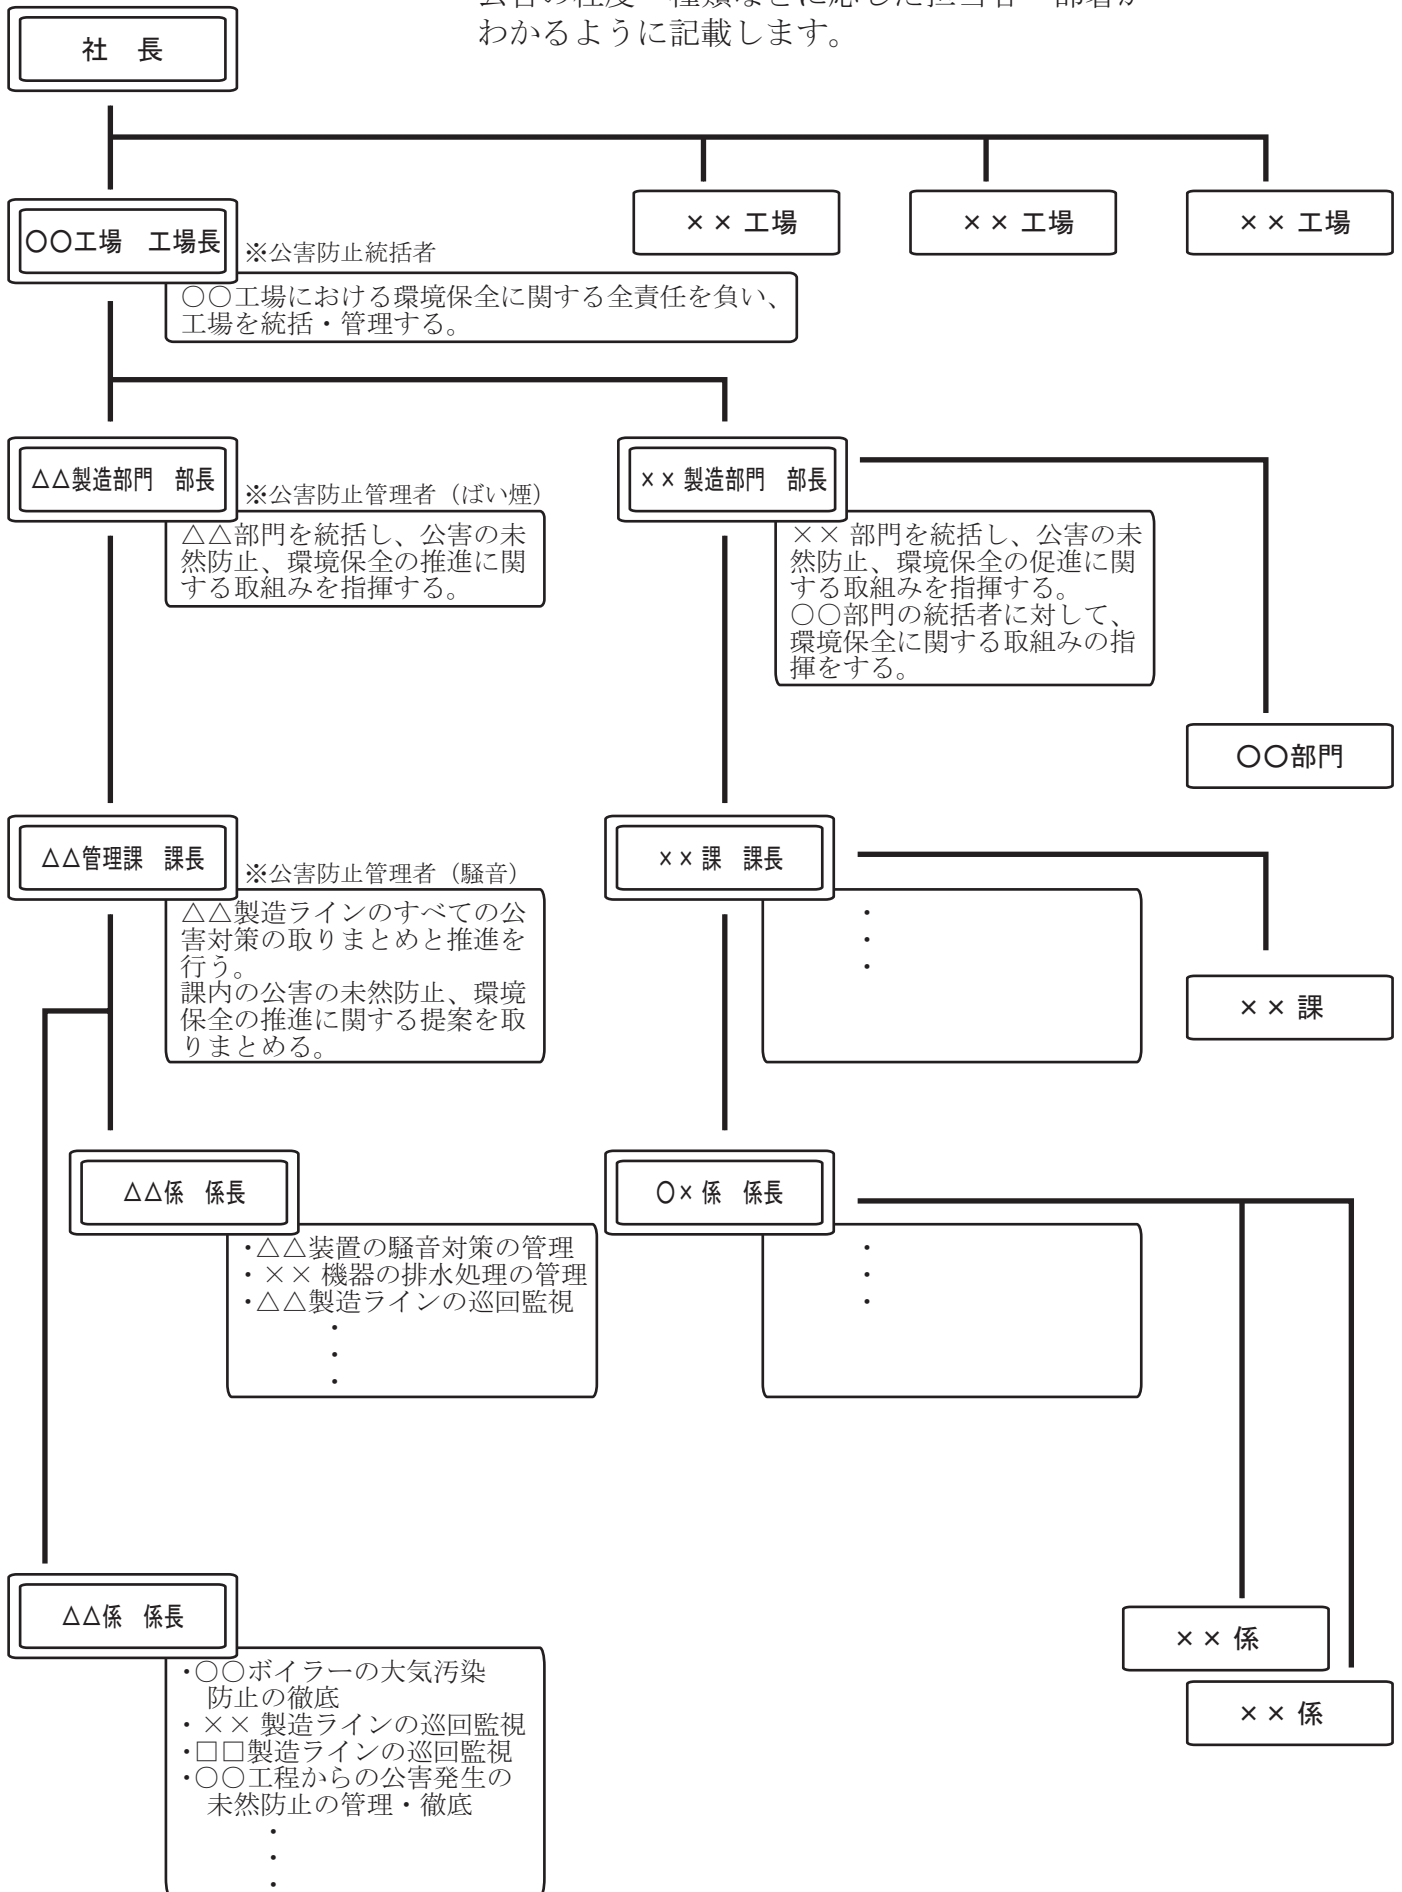 わかるように記載します。
社　長
〇〇工場　工場長
×× 工場
×× 工場
×× 工場
※公害防止統括者
〇〇工場における環境保全に関する全責任を負い、
工場を統括・管理する。
△△製造部門　部長
※公害防止管理者（ばい煙）
△△部門を統括し、公害の未
然防止、環境保全の推進に関
する取組みを指揮する。
×× 製造部門　部長
×× 部門を統括し、公害の未
然防止、環境保全の促進に関
する取組みを指揮する。
〇〇部門の統括者に対して、
環境保全に関する取組みの指
揮をする。
〇〇部門
△△管理課　課長
※公害防止管理者（騒音）
△△製造ラインのすべての公
害対策の取りまとめと推進を
行う。
課内の公害の未然防止、環境
保全の推進に関する提案を取
りまとめる。
×× 課　課長
・
・
・
×× 課
△△係　係長
・△△装置の騒音対策の管理
・×× 機器の排水処理の管理
・△△製造ラインの巡回監視
・
・
・
〇× 係　係長
・
・
・
△△係　係長
・〇〇ボイラーの大気汚染
防止の徹底
・×× 製造ラインの巡回監視
・□□製造ラインの巡回監視
・〇〇工程からの公害発生の
未然防止の管理・徹底
・
・
・
×× 係
×× 係